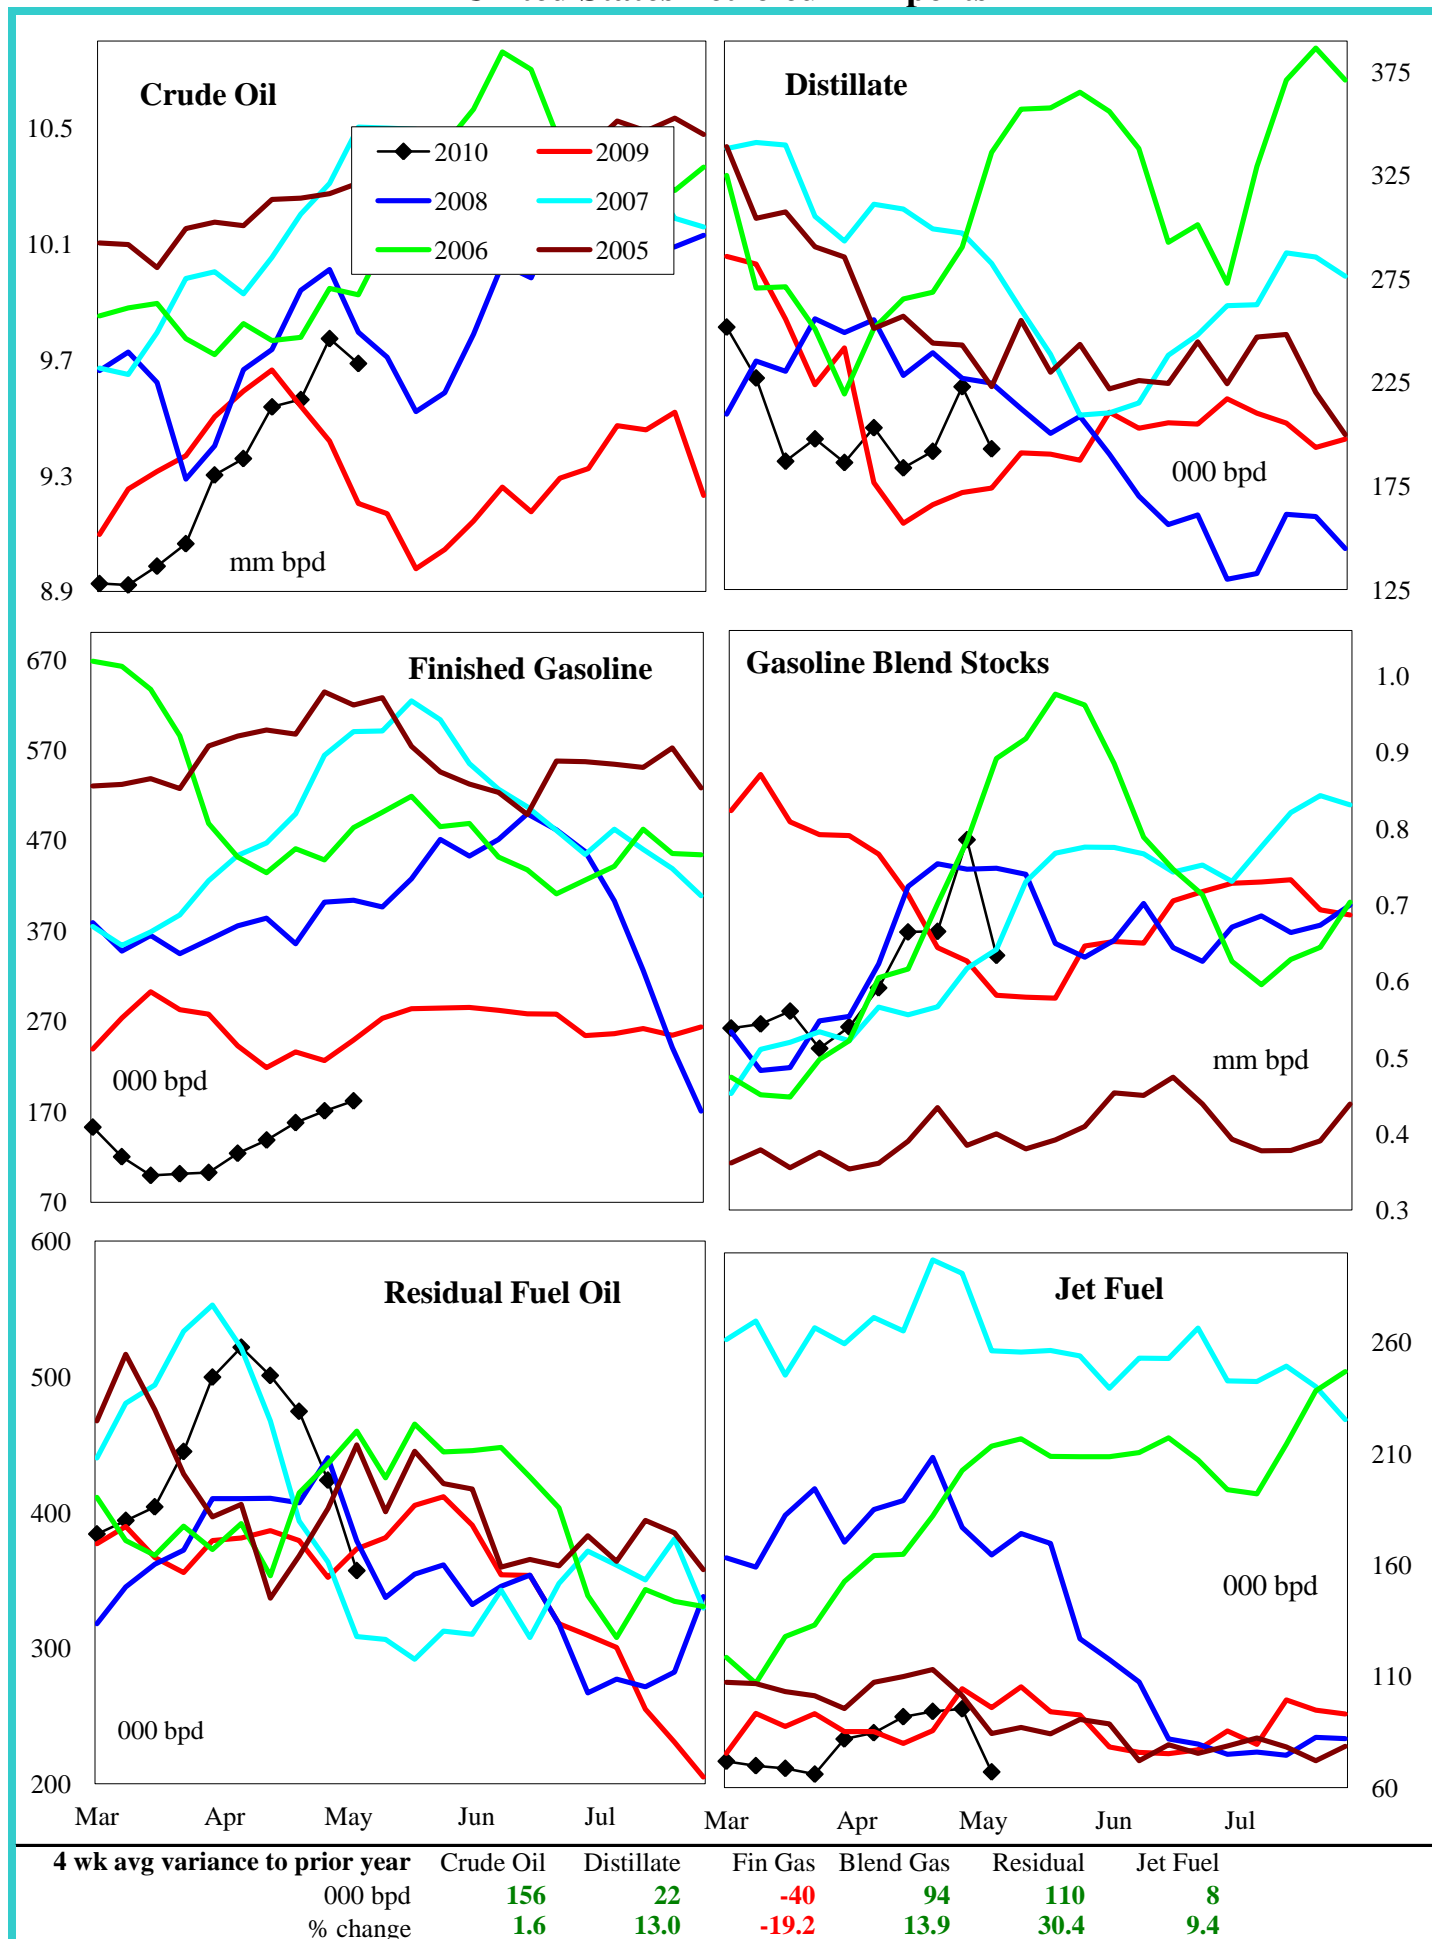 Crude Oil
10.5
10.1
9.7
9.3
8.9
mm bpd
2010
2009
2008
2007
2006
2005
Distillate
375
325
275
225
175
125
000 bpd
Finished Gasoline
670
570
470
370
270
170
70
000 bpd
Gasoline Blend Stocks
1.0
0.9
0.8
0.7
0.6
0.5
0.4
0.3
mm bpd
Residual Fuel Oil
600
500
400
300
200
000 bpd
Mar Apr May Jun Jul
Jet Fuel
260
210
160
110
60
000 bpd
Mar Apr May Jun Jul
4 wk avg variance to prior year Crude Oil Distillate Fin Gas Blend Gas Residual Jet Fuel
000 bpd 156 22 -40 94 110 8
% change 1.6 13.0 -19.2 13.9 30.4 9.4